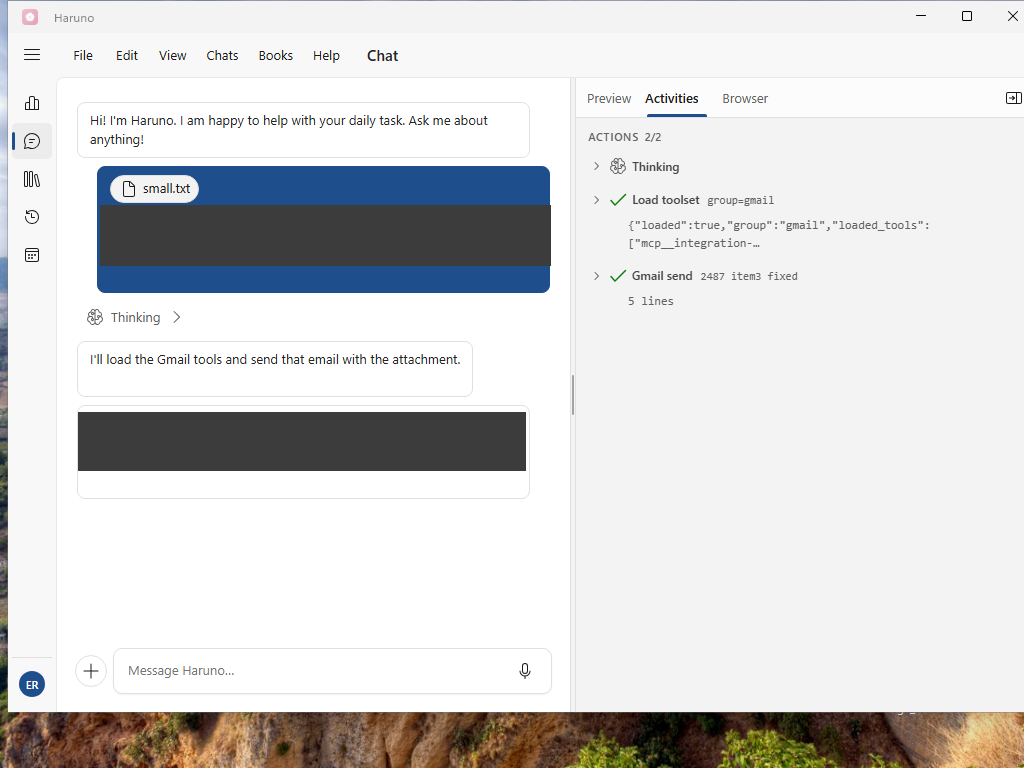 Haruno
File Edit View Chats Books Help Chat
Hi! I'm Haruno. I am happy to help with your daily task. Ask me about
anything!
small.txt
Thinking
I'll load the Gmail tools and send that email with the attachment.
Message Haruno...
ER
Preview Activities Browser
ACTIONS 2/2
Thinking
Load toolset group=gmail
{"loaded":true,"group":"gmail","loaded_tools":
["mcp__integration-…
Gmail send 2487 item3 fixed
5 lines